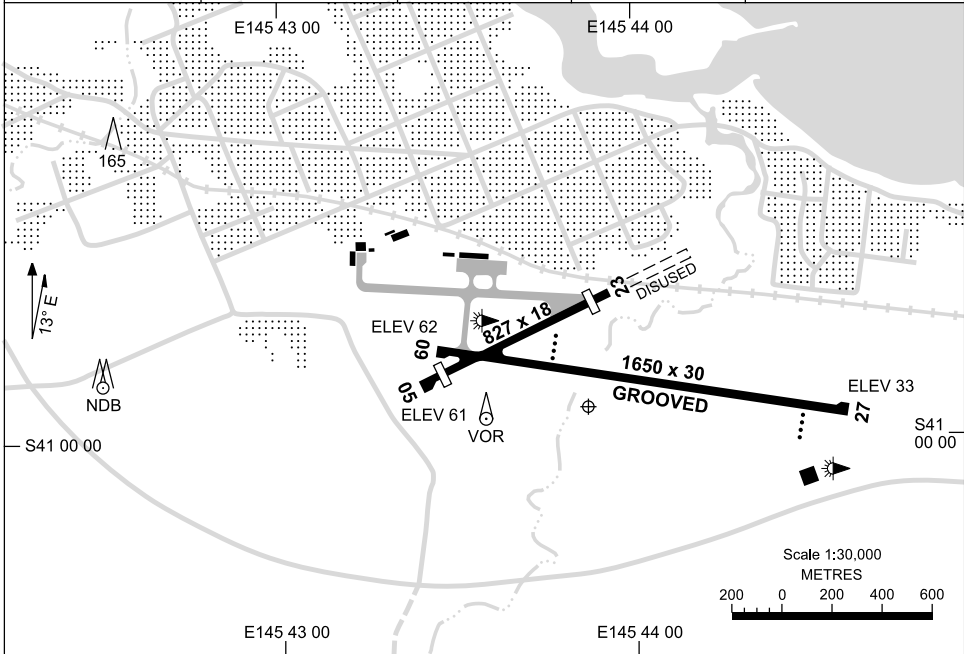 E145 43 00
E145 44 00
165
13° E
DISUSED
23
827 x 18
ELEV 62
09
1650 x 30
GROOVED
ELEV 33
27
05
ELEV 61
NDB
VOR
S41 00 00
S41
00 00
Scale 1:30,000
METRES
200 0 200 400 600
E145 43 00
E145 44 00